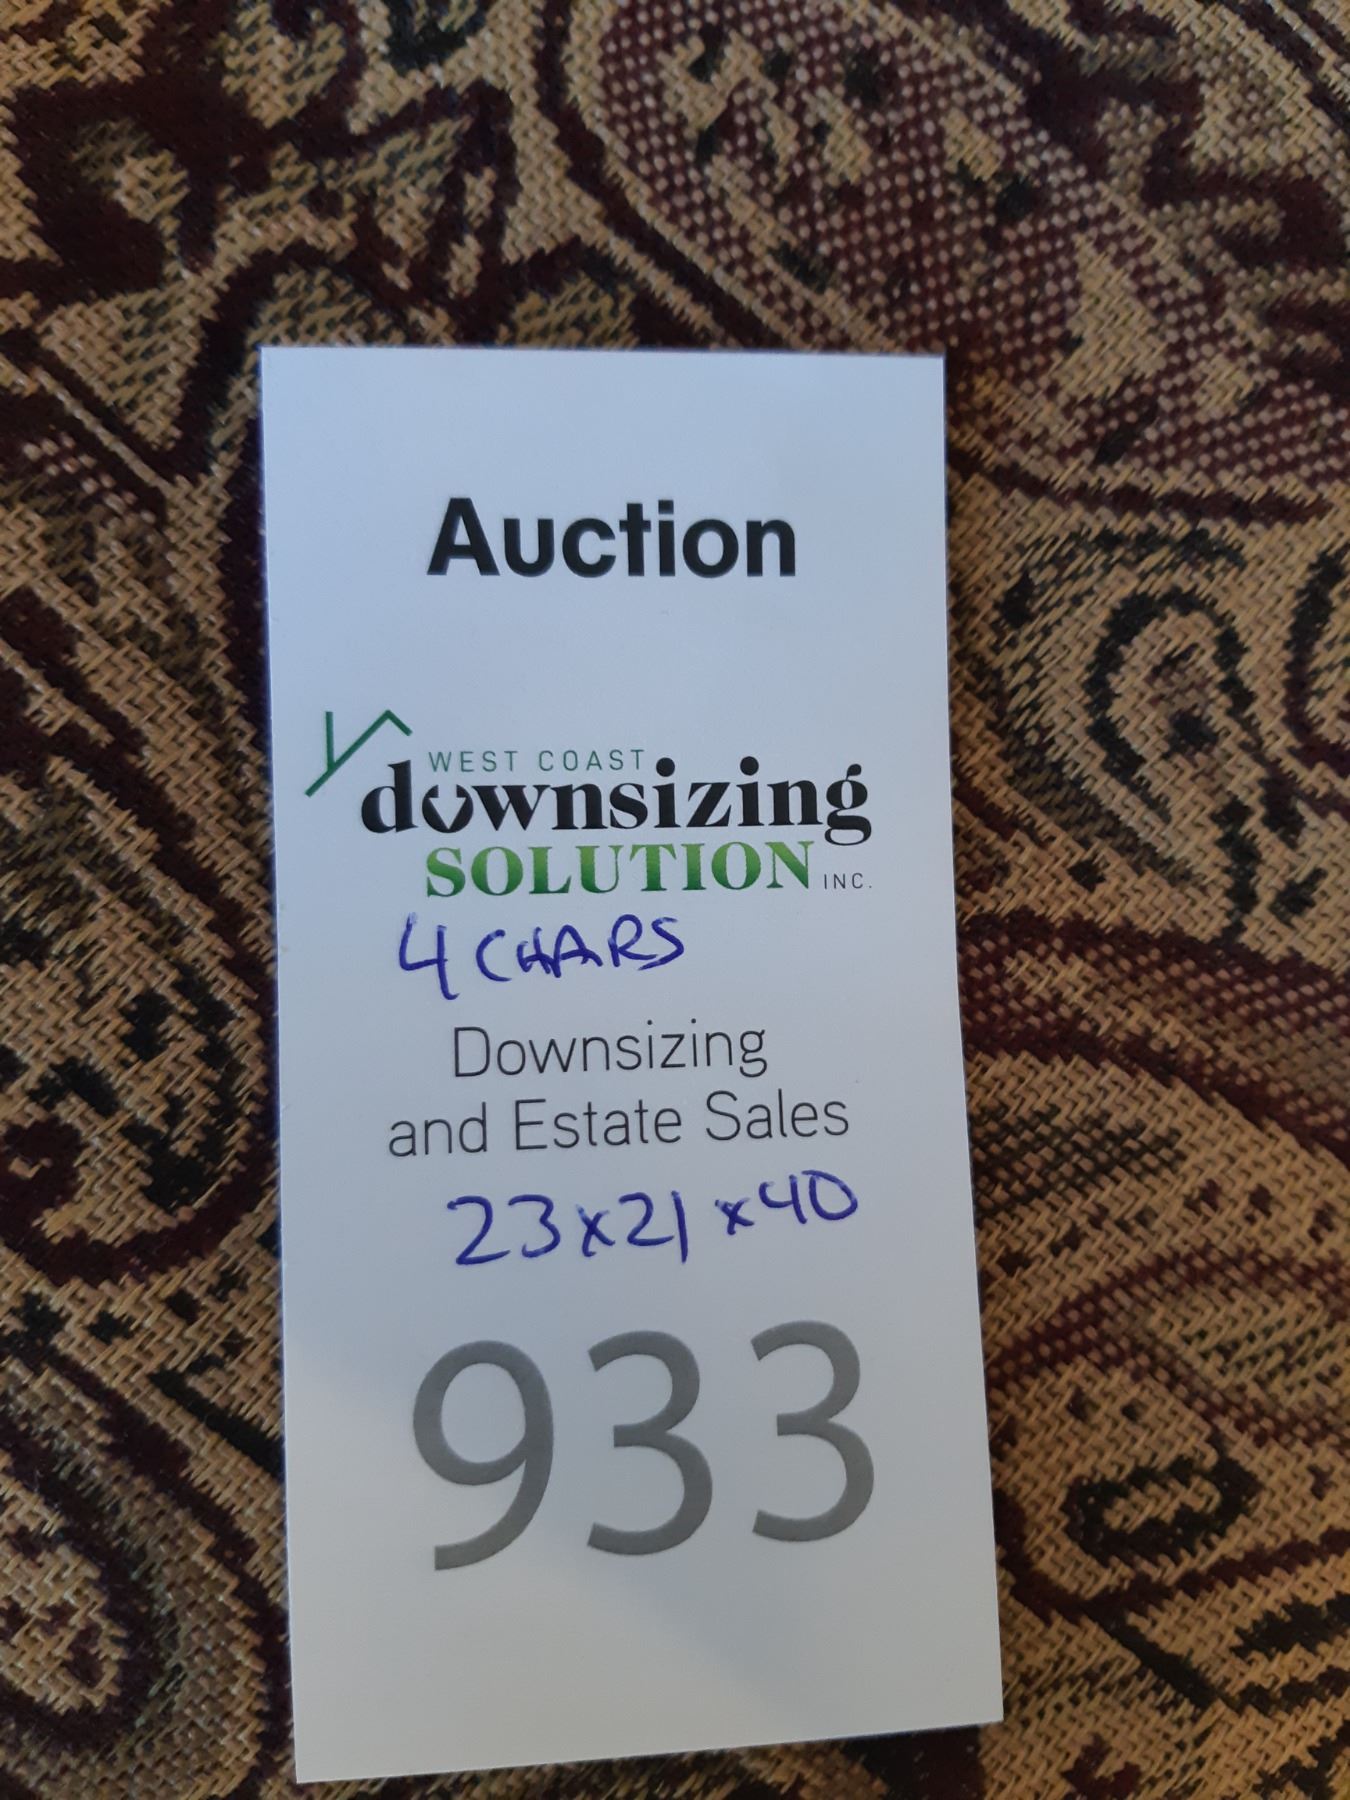 Auction
WEST COAST
downsizing
SOLUTION INC.
4 CHARS
Downsizing
and Estate Sales
23x21x40
933